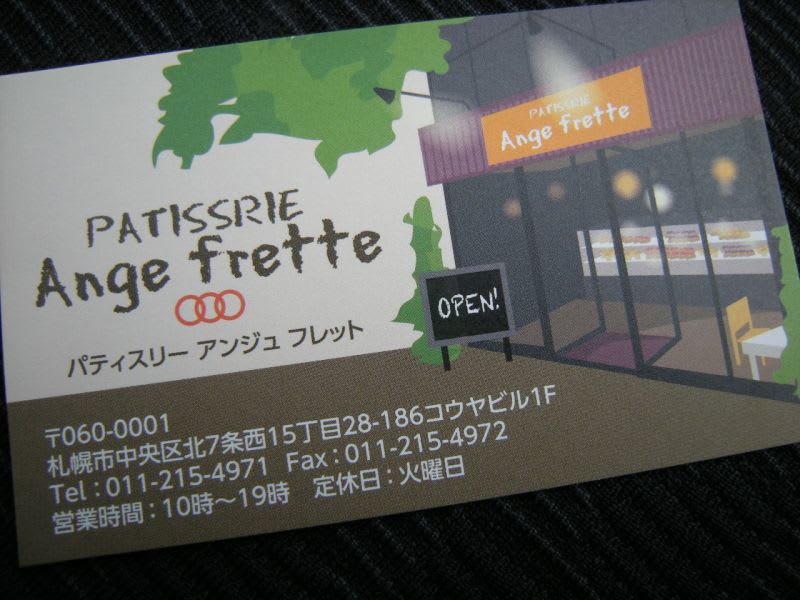 PATISSRIE
Ange frette
PATISSRIE
Ange frette
パティスリー アンジュ フレット
OPEN!
〒060-0001
札幌市中央区北7条西15丁目28-186コウヤビル1F
Tel：011-215-4971 Fax：011-215-4972
営業時間：10時～19時 定休日：火曜日